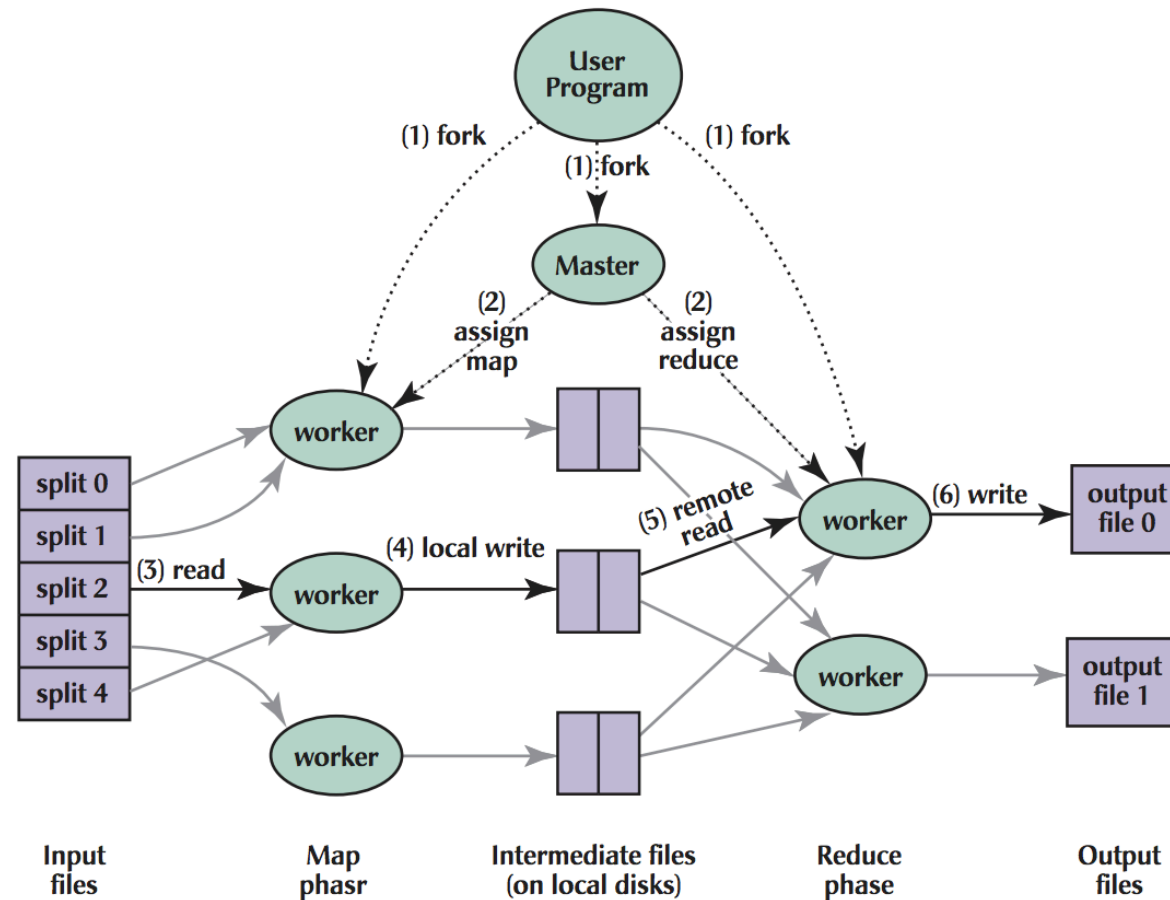 User
Program
(1) fork
(1) fork
(1) fork
Master
(2)
assign
map
(2)
assign
reduce
worker
split 0
split 1
split 2
split 3
split 4
(3) read
worker
(4) local write
(5) remote
read
worker
(6) write
output
file 0
worker
output
file 1
worker
Input
files
Map
phasr
Intermediate files
(on local disks)
Reduce
phase
Output
files